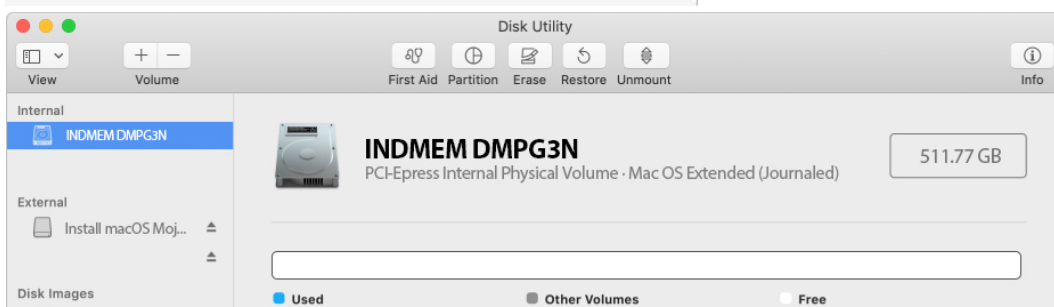 Disk Utility
View Volume First Aid Partition Erase Restore Unmount Info
Internal
INDMEM DMPG3N
INDMEM DMPG3N
PCI-Epress Internal Physical Volume · Mac OS Extended (Journaled)
511.77 GB
External
Install macOS Moj...
Disk Images
Used Other Volumes Free